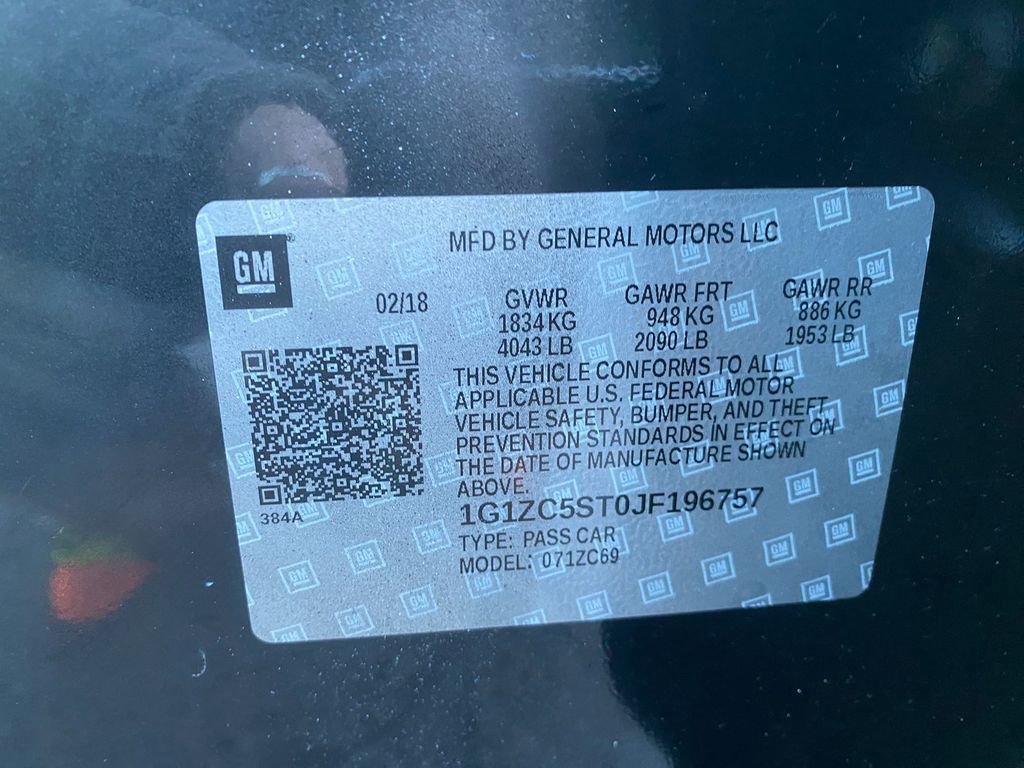 GM
MFD BY GENERAL MOTORS LLC
02/18
GVWR
1834 KG
4043 LB
GAWR FRT
948 KG
2090 LB
GAWR RR
886 KG
1953 LB
THIS VEHICLE CONFORMS TO ALL
APPLICABLE U.S. FEDERAL MOTOR
VEHICLE SAFETY, BUMPER, AND THEFT
PREVENTION STANDARDS IN EFFECT ON
THE DATE OF MANUFACTURE SHOWN
ABOVE.
1G1ZC5ST0JF196757
384A
TYPE: PASS CAR
MODEL: 071ZC69